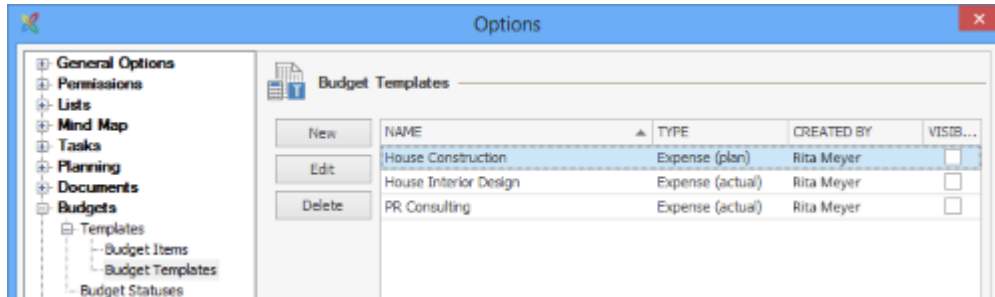 Options
General Options
Permissions
Lists
Mind Map
Tasks
Planning
Documents
Budgets
Templates
Budget Items
Budget Templates
Budget Statuses
Budget Templates
New
Edit
Delete
NAME TYPE CREATED BY VISIB...
House Construction Expense (plan) Rita Meyer
House Interior Design Expense (actual) Rita Meyer
PR Consulting Expense (actual) Rita Meyer